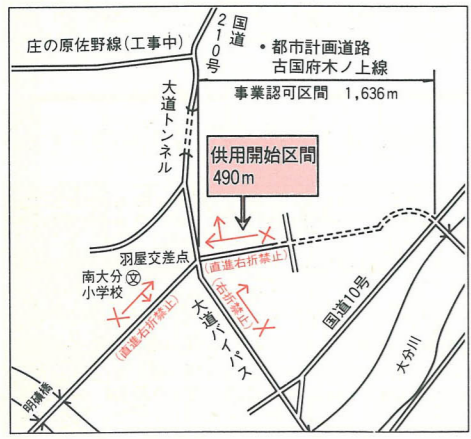 庄の原佐野線(工事中)
国道
210号
・都市計画道路
古国府木ノ上線
事業認可区間 1,636m
大道トンネル
供用開始区間
490m
羽屋交差点
(直進右折禁止)
南大分
小学校
文
(右折禁止)
(直進右折禁止)
大道バイパス
国道10号
大分川
明磧橋